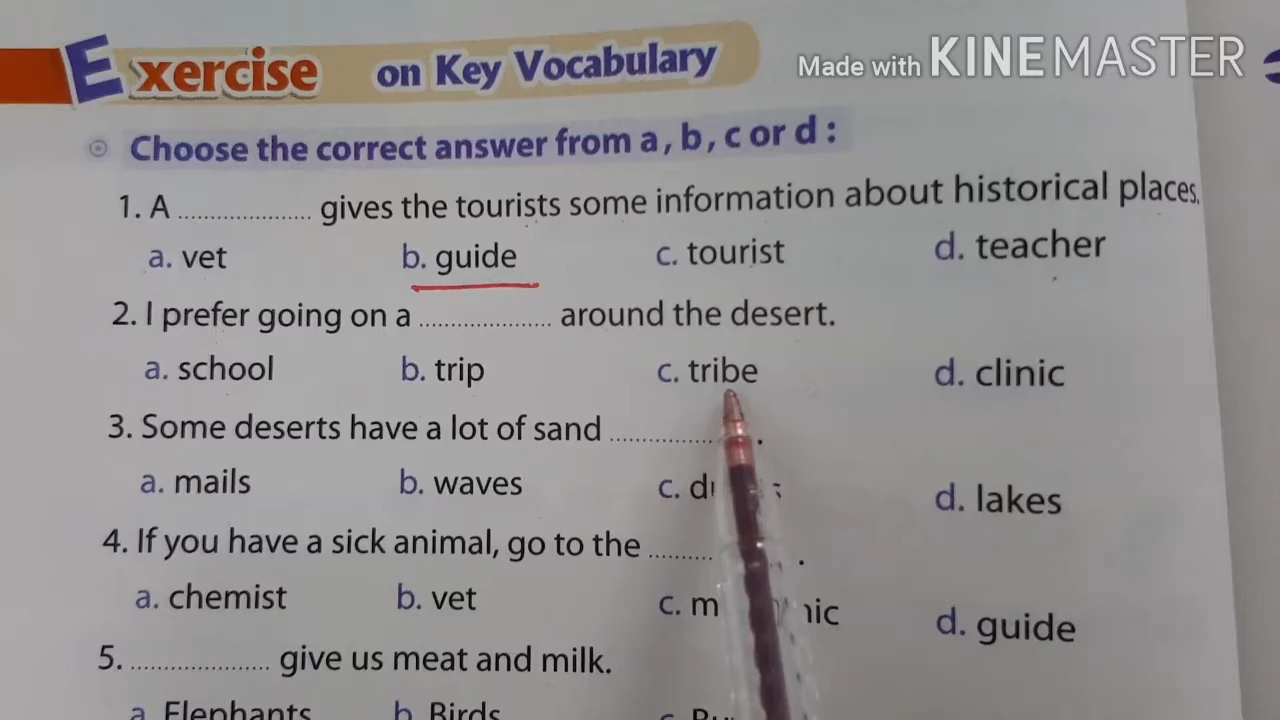 Exercise on Key Vocabulary
Made with KINEMASTER
Choose the correct answer from a, b, c or d :
1. A .................... gives the tourists some information about historical places.
a. vet b. guide c. tourist d. teacher
2. I prefer going on a .................... around the desert.
a. school b. trip c. tribe d. clinic
3. Some deserts have a lot of sand .................... .
a. mails b. waves c. d. lakes
4. If you have a sick animal, go to the .................... .
a. chemist b. vet c. d. guide
5. .................... give us meat and milk.
a. Elephants b. Birds c.